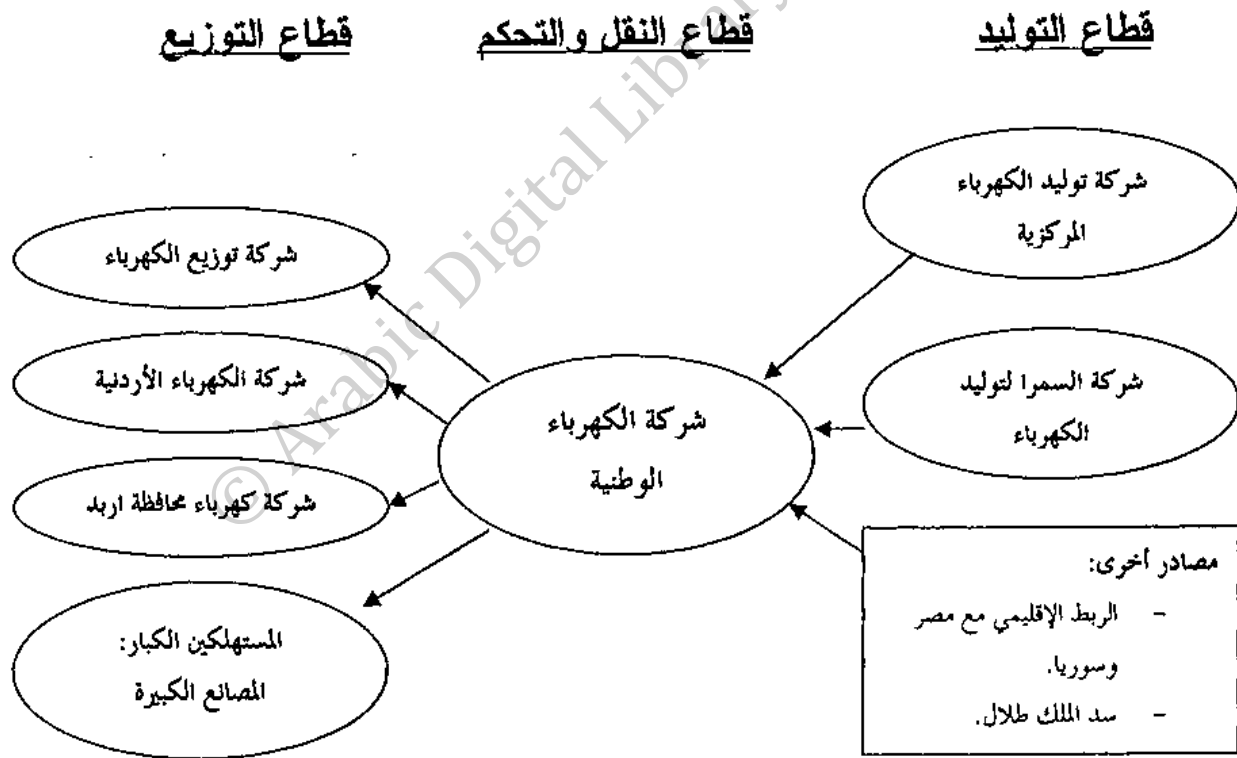 قطاع التوليد
قطاع النقل والتحكم
قطاع التوزيع
شركة توليد الكهرباء
المركزية
شركة السمرا لتوليد
الكهرباء
مصادر أخرى:
- الربط الإقليمي مع مصر
وسوريا.
- سد الملك طلال.
شركة الكهرباء
الوطنية
شركة توزيع الكهرباء
شركة الكهرباء الأردنية
شركة كهرباء محافظة اربد
المستهلكين الكبار:
المصانع الكبيرة
© Arabic Digital Library